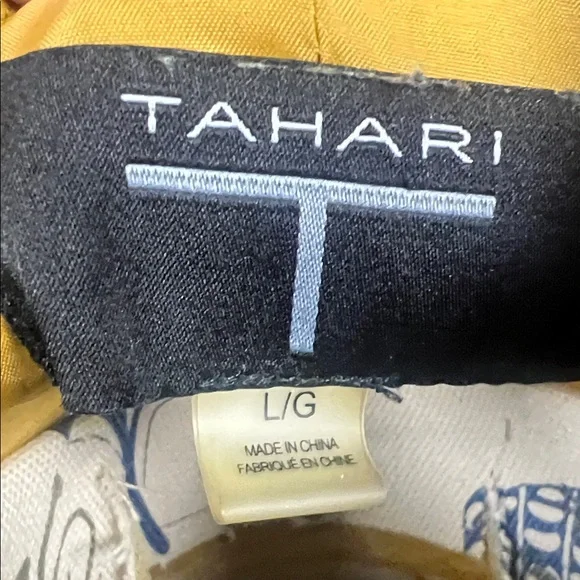 TAHARI
T
L/G
MADE IN CHINA
FABRIQUÉ EN CHINE